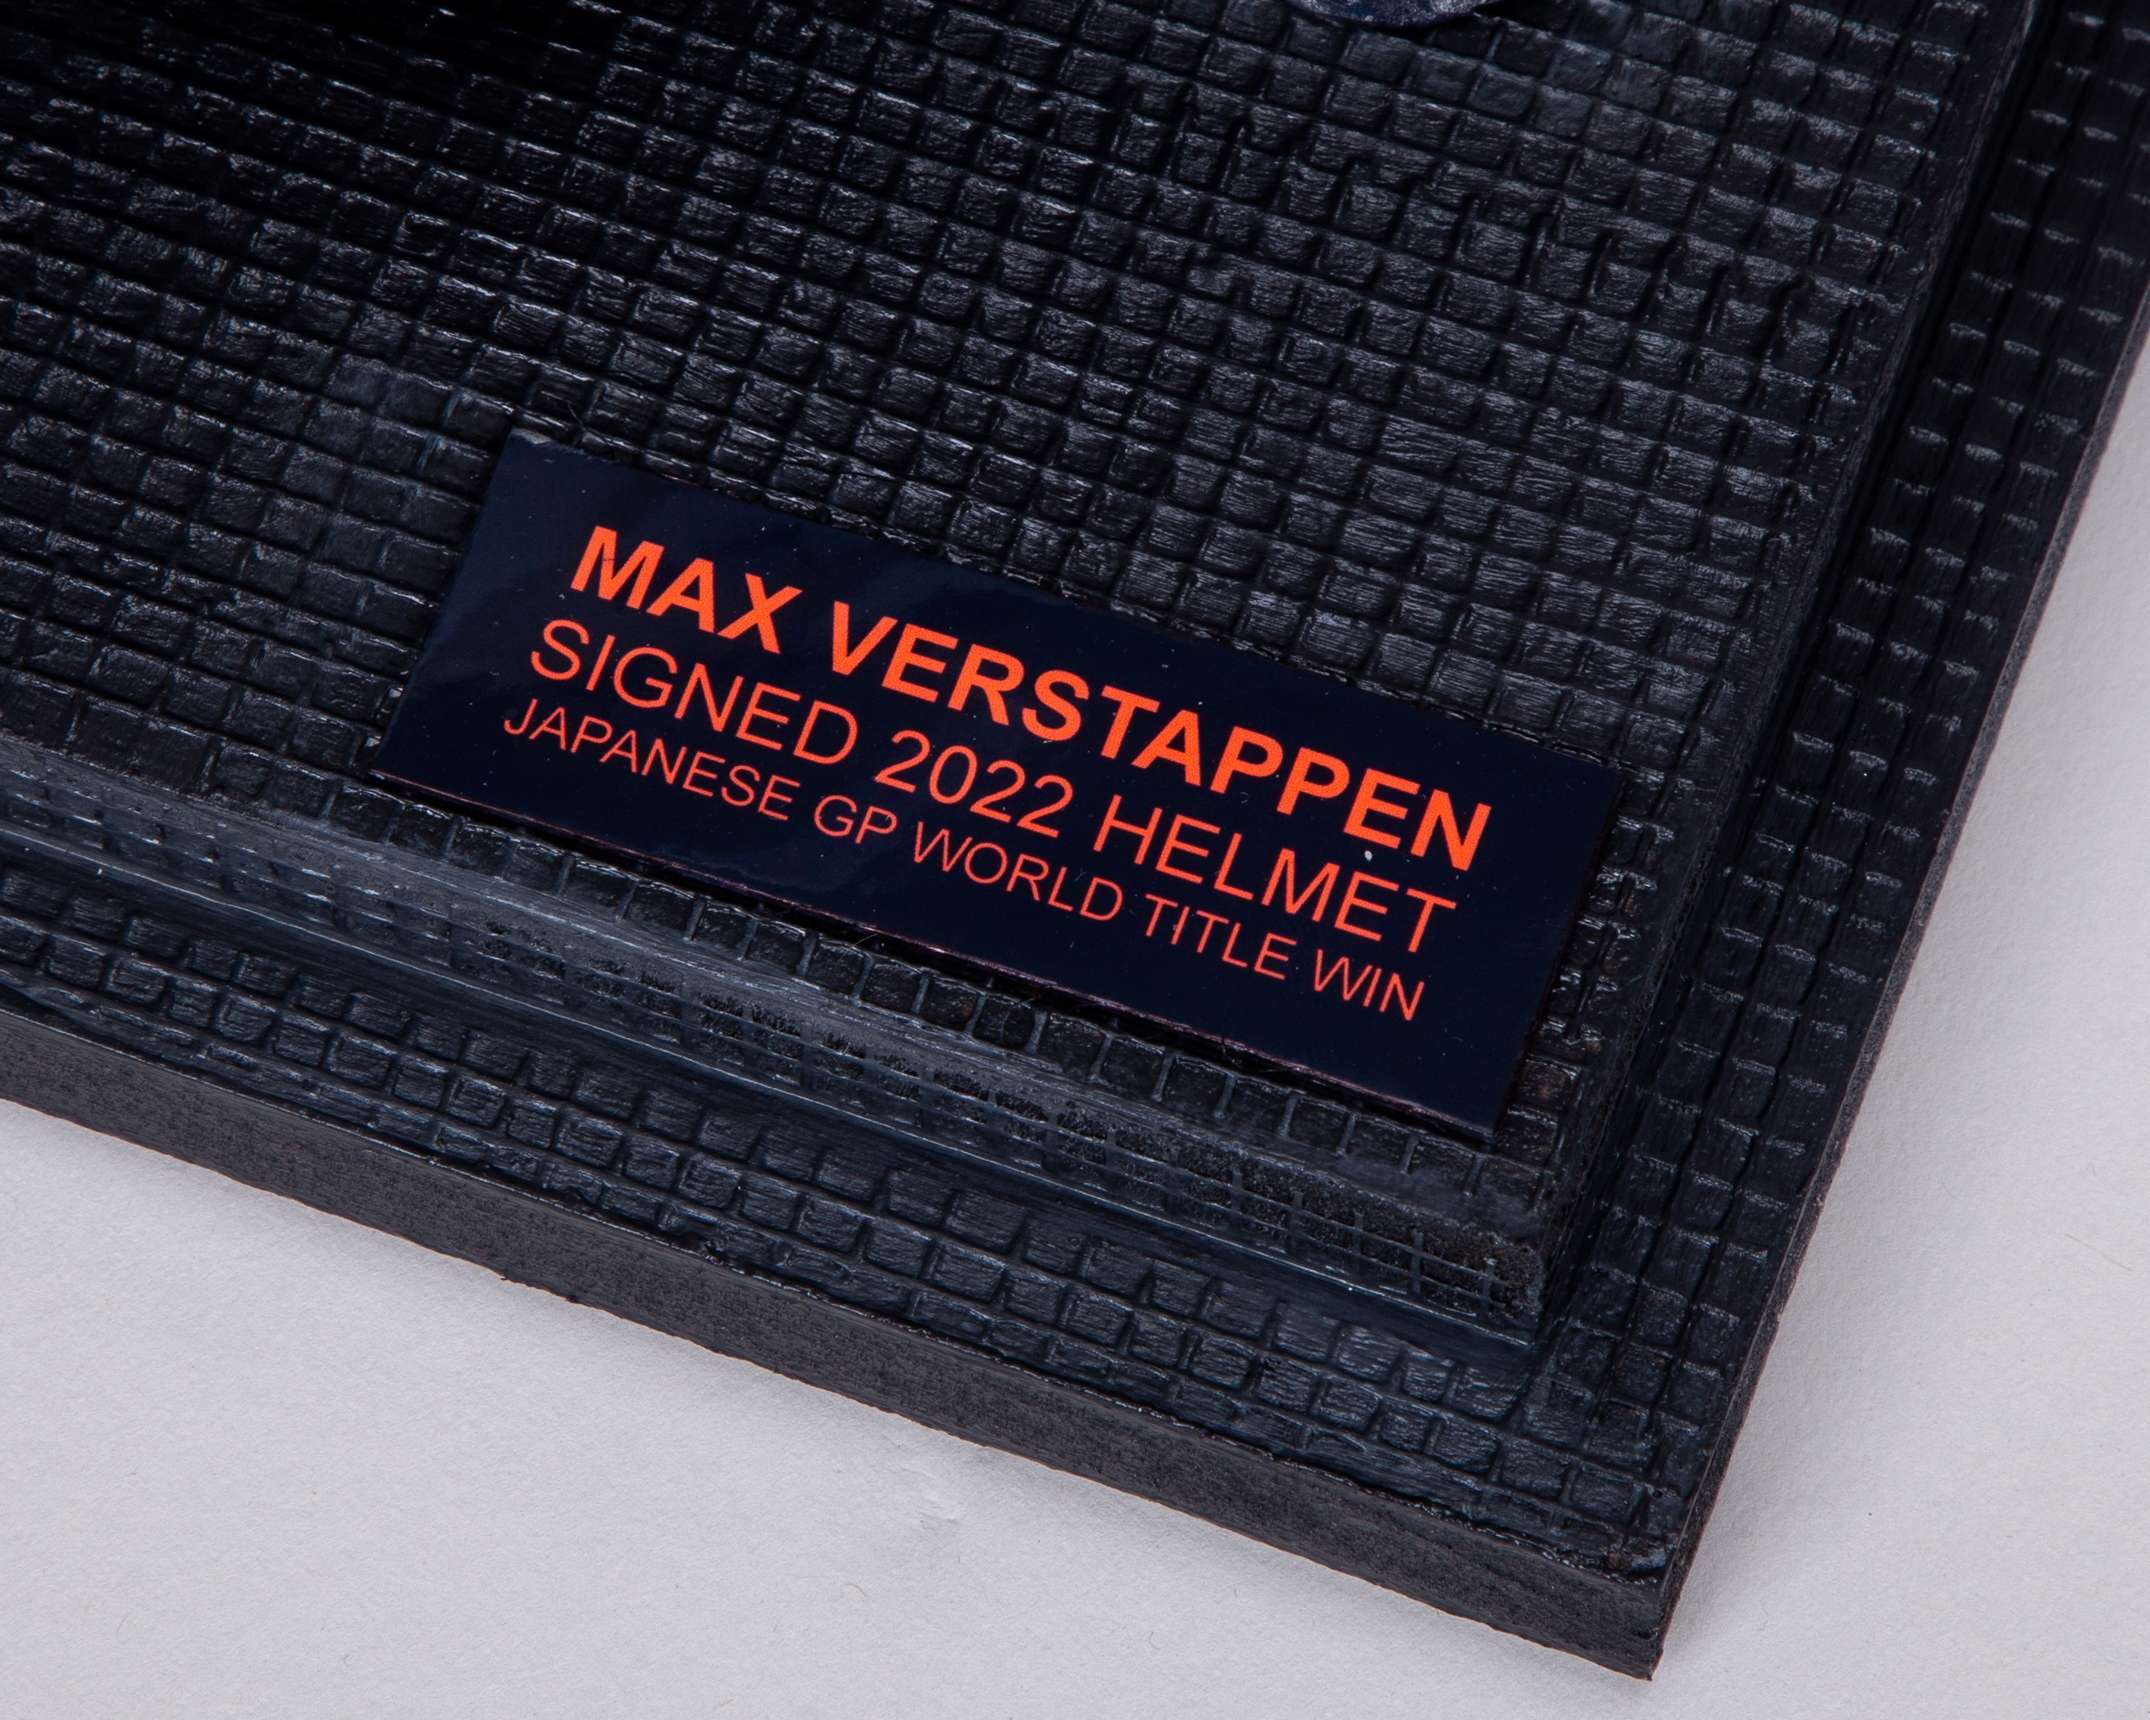 MAX VERSTAPPEN
SIGNED 2022 HELMET
JAPANESE GP WORLD TITLE WIN